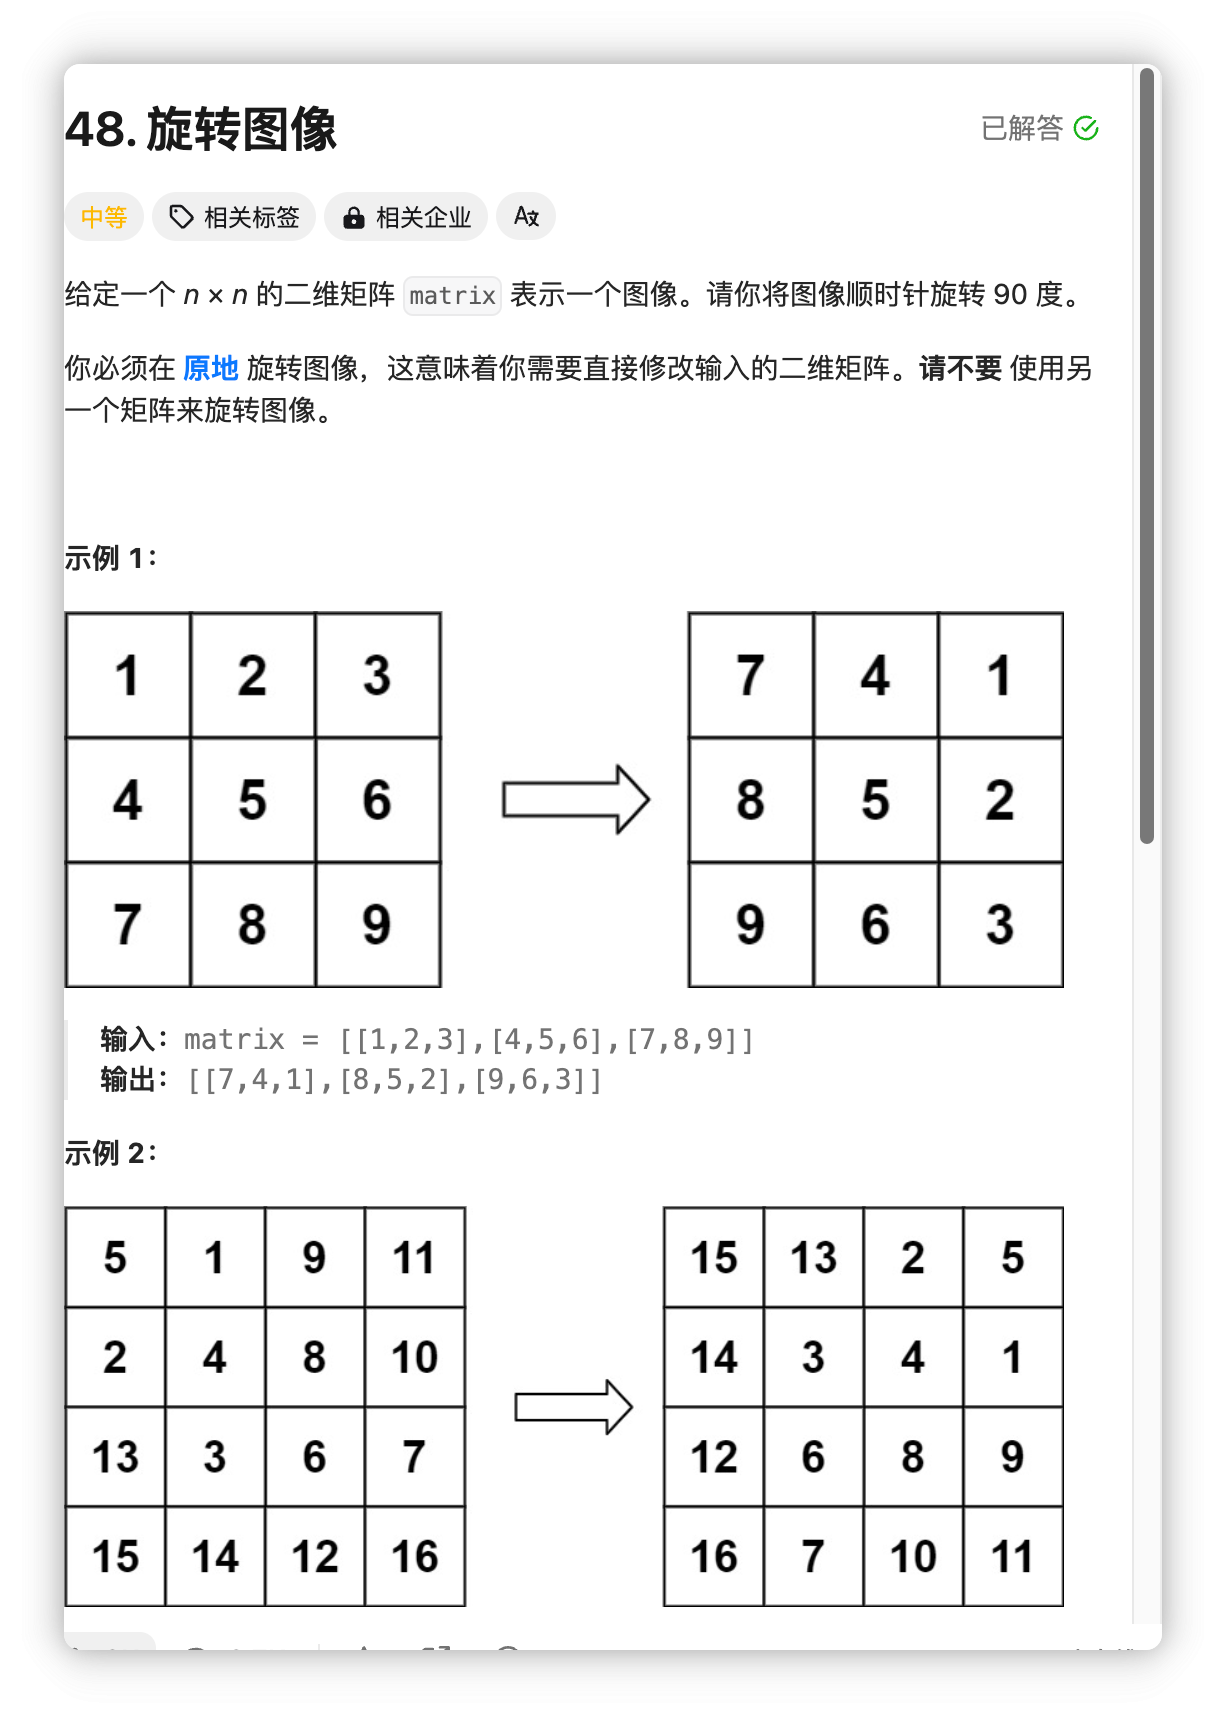 48. 旋转图像
已解答
中等 相关标签 相关企业
给定一个 n × n 的二维矩阵 matrix 表示一个图像。请你将图像顺时针旋转 90 度。
你必须在 原地 旋转图像，这意味着你需要直接修改输入的二维矩阵。请不要 使用另
一个矩阵来旋转图像。
示例 1：
1 2 3
4 5 6
7 8 9
7 4 1
8 5 2
9 6 3
输入：matrix = [[1,2,3],[4,5,6],[7,8,9]]
输出：[[7,4,1],[8,5,2],[9,6,3]]
示例 2：
5 1 9 11
2 4 8 10
13 3 6 7
15 14 12 16
15 13 2 5
14 3 4 1
12 6 8 9
16 7 10 11